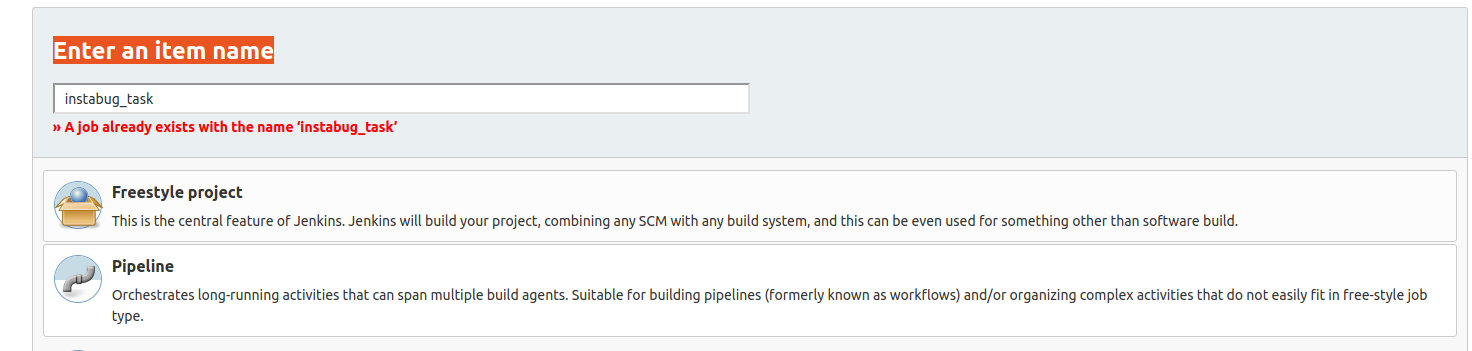 Enter an item name
instabug_task
» A job already exists with the name ‘instabug_task’
Freestyle project
This is the central feature of Jenkins. Jenkins will build your project, combining any SCM with any build system, and this can be even used for something other than software build.
Pipeline
Orchestrates long-running activities that can span multiple build agents. Suitable for building pipelines (formerly known as workflows) and/or organizing complex activities that do not easily fit in free-style job
type.